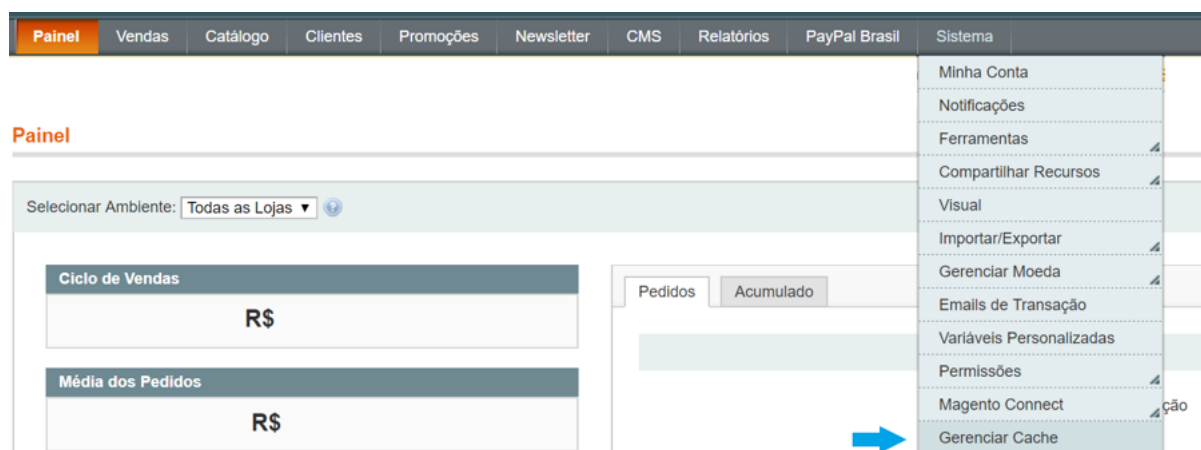 Painel Vendas Catálogo Clientes Promoções Newsletter CMS Relatórios PayPal Brasil Sistema
Minha Conta
Notificações
Ferramentas
Compartilhar Recursos
Visual
Importar/Exportar
Gerenciar Moeda
Emails de Transação
Variáveis Personalizadas
Permissões
Magento Connect
Gerenciar Cache
Painel
Selecionar Ambiente: Todas as Lojas
Ciclo de Vendas
R$
Média dos Pedidos
R$
Pedidos Acumulado
ção